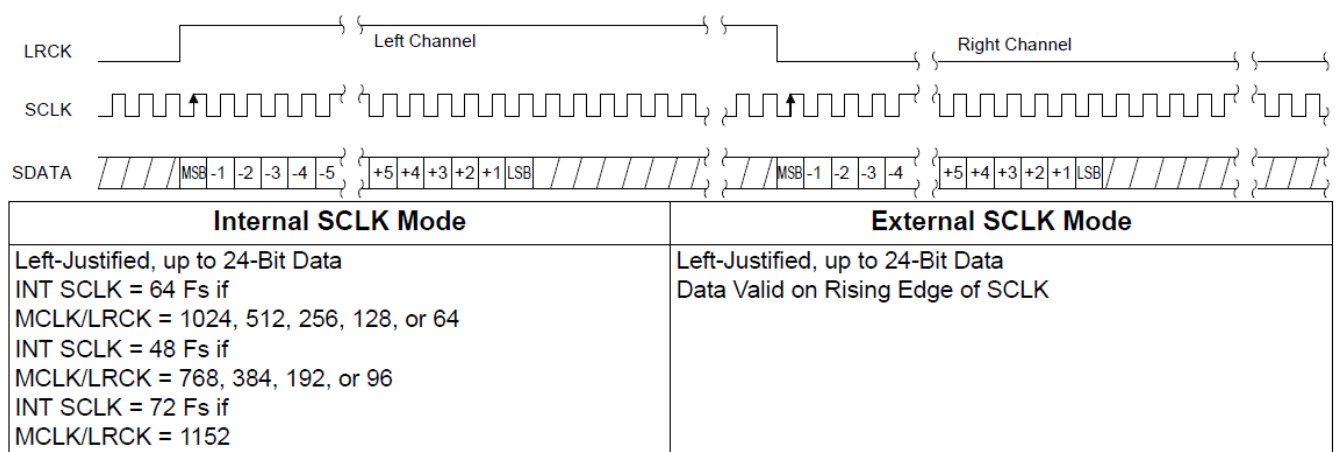 LRCK Left Channel Right Channel
SCLK
SDATA MSB -1 -2 -3 -4 -5 +5 +4 +3 +2 +1 LSB MSB -1 -2 -3 -4 +5 +4 +3 +2 +1 LSB
Internal SCLK Mode External SCLK Mode
Left-Justified, up to 24-Bit Data Left-Justified, up to 24-Bit Data
INT SCLK = 64 Fs if Data Valid on Rising Edge of SCLK
MCLK/LRCK = 1024, 512, 256, 128, or 64
INT SCLK = 48 Fs if
MCLK/LRCK = 768, 384, 192, or 96
INT SCLK = 72 Fs if
MCLK/LRCK = 1152